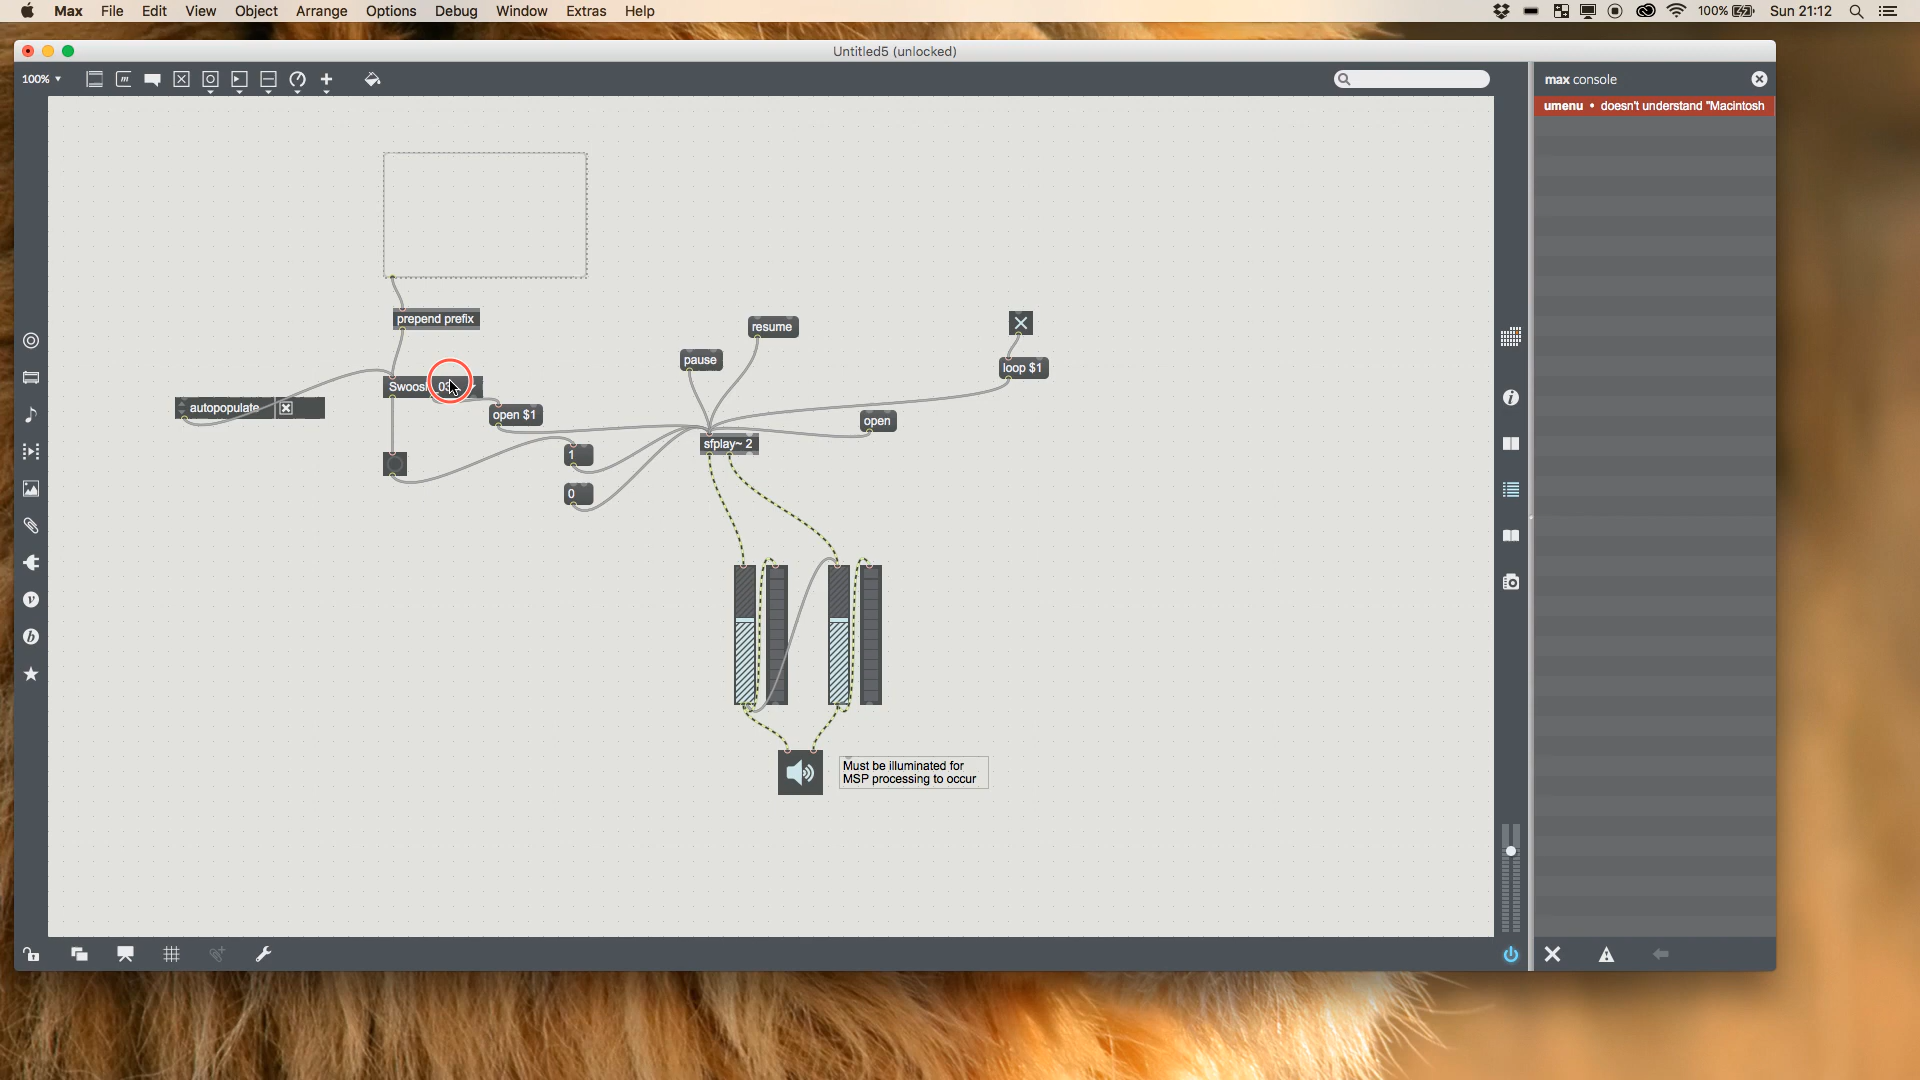 Max File Edit View Object Arrange Options Debug Window Extras Help
100% Sun 21:12
Untitled5 (unlocked)
100%
max console
umenu • doesn't understand "Macintosh
prepend prefix
resume
pause
loop $1
autopopulate
open $1
open
sfplay~ 2
1
0
Must be illuminated for
MSP processing to occur